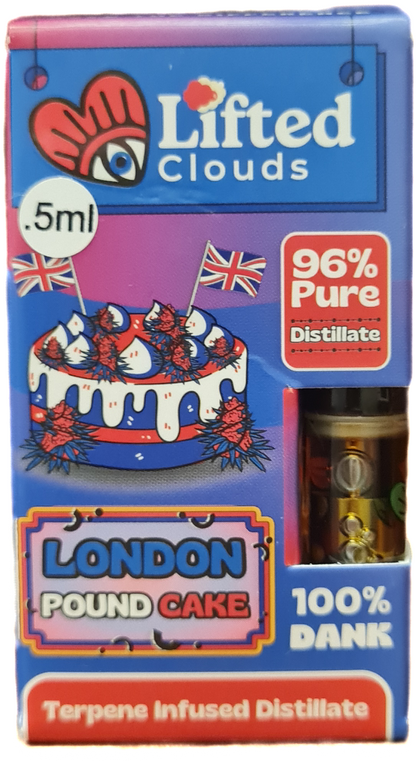 Lifted
Clouds
.5ml
96%
Pure
Distillate
LONDON
POUND CAKE
100%
DANK
Terpene Infused Distillate